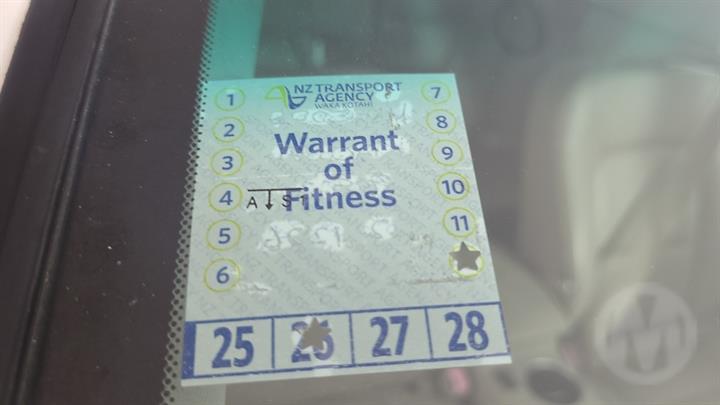 NZ TRANSPORT
AGENCY
WAKA KOTAHI
1
7
2
8
Warrant
of
Fitness
3
9
4
10
5
11
6
25 26 27 28